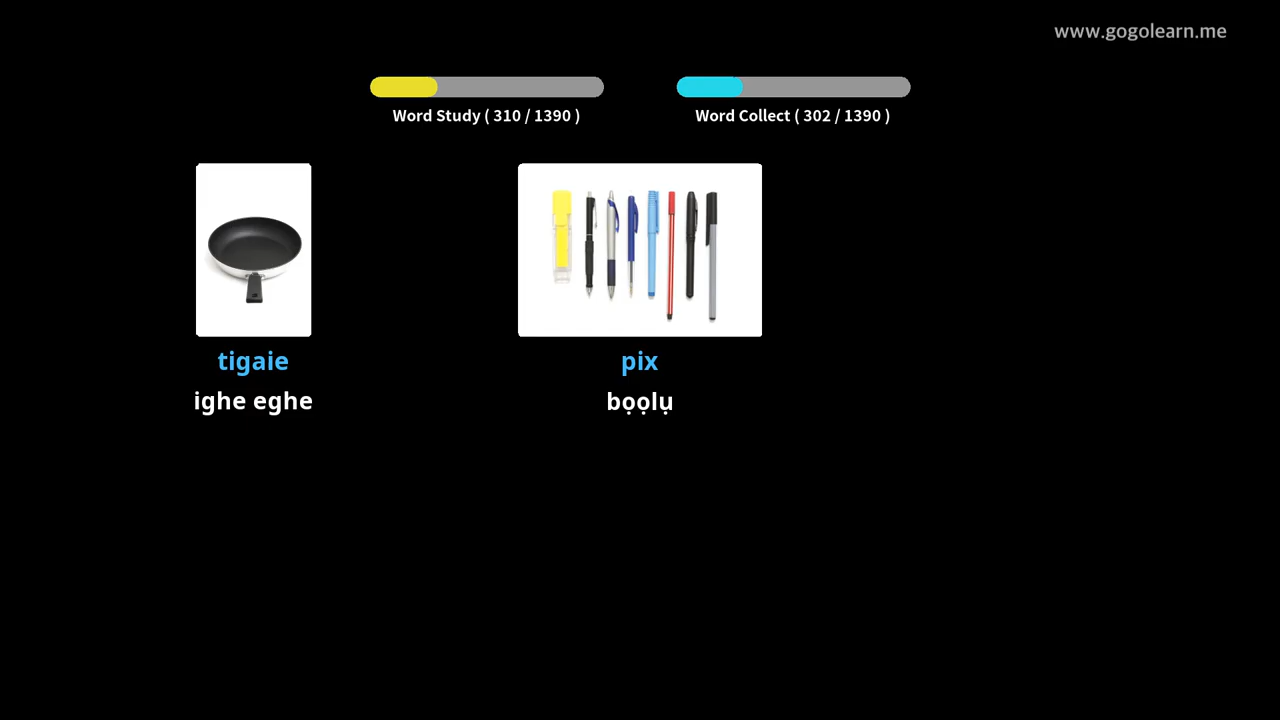 www.gogolearn.me
Word Study ( 310 / 1390 )
Word Collect ( 302 / 1390 )
tigaie
ighe eghe
pix
bọọlụ